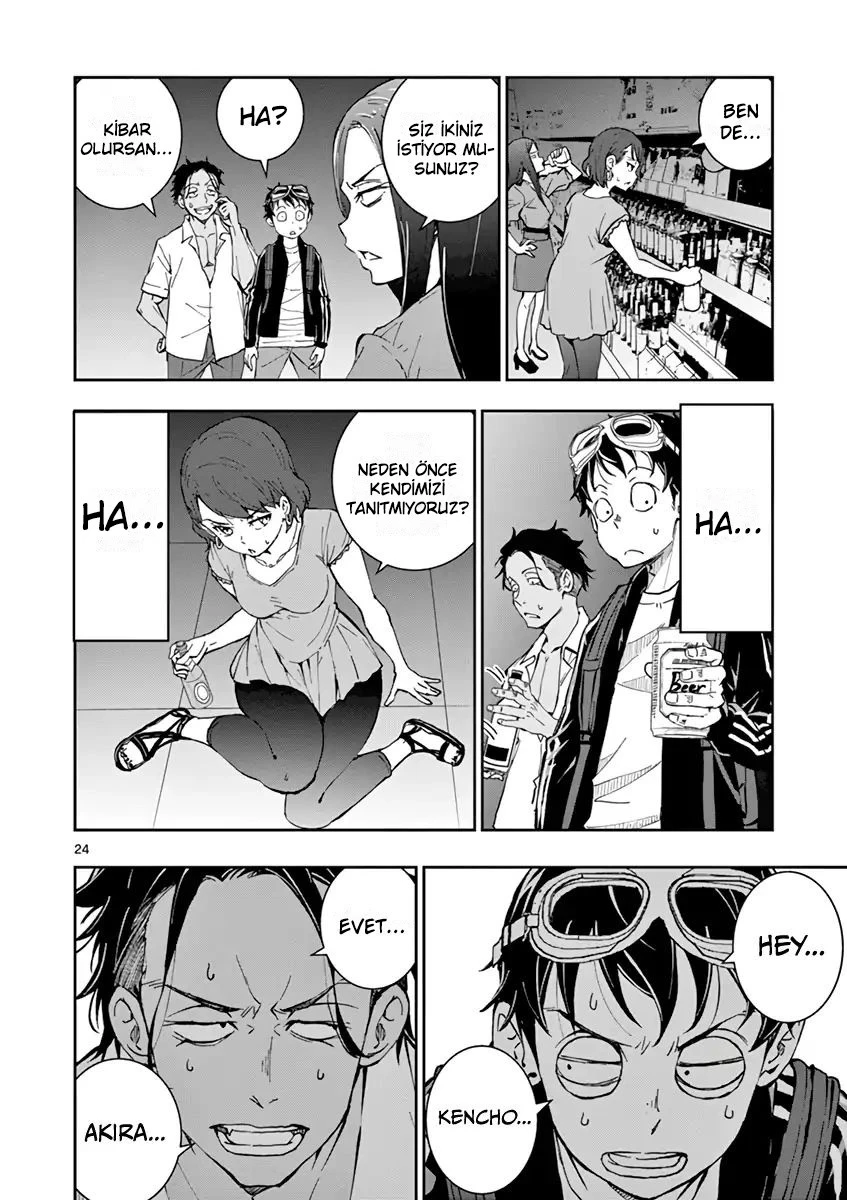 BEN
DE...
SİZ İKİNİZ
İSTİYOR MU-
SUNUZ?
HA?
KİBAR
OLURSAN...
HA...
beer
NEDEN ÖNCE
KENDİMİZİ
TANITMIYORUZ?
HA...
24
HEY...
KENCHO...
EVET...
AKIRA...